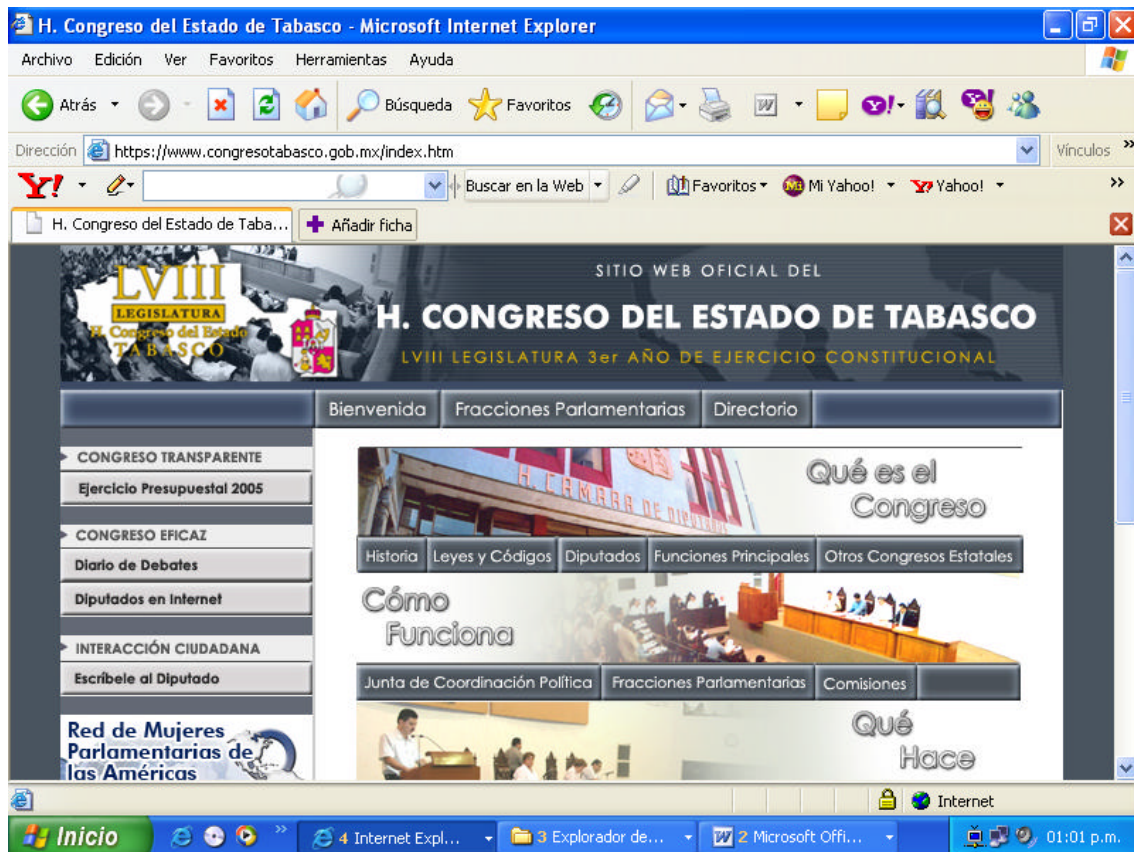 H. Congreso del Estado de Tabasco - Microsoft Internet Explorer
Archivo Edición Ver Favoritos Herramientas Ayuda
Atrás Búsqueda Favoritos
Dirección https://www.congresotabasco.gob.mx/index.htm Vínculos »
Y! Buscar en la Web Favoritos Mi Yahoo! Yahoo! »
H. Congreso del Estado de Taba... Añadir ficha
SITIO WEB OFICIAL DEL
H. CONGRESO DEL ESTADO DE TABASCO
LVIII LEGISLATURA 3er AÑO DE EJERCICIO CONSTITUCIONAL
LVIII
LEGISLATURA
H. Congreso del Estado
TABASCO
Bienvenida Fracciones Parlamentarias Directorio
CONGRESO TRANSPARENTE
Ejercicio Presupuestal 2005
CONGRESO EFICAZ
Diario de Debates
Diputados en Internet
INTERACCIÓN CIUDADANA
Escríbele al Diputado
Red de Mujeres
Parlamentarias de
las Américas
H. CAMARA DE DIPUTADOS
Qué es el
Congreso
Historia Leyes y Códigos Diputados Funciones Principales Otros Congresos Estatales
Cómo
Funciona
Junta de Coordinación Política Fracciones Parlamentarias Comisiones
Qué
Hace
Internet
Inicio » 4 Internet Expl... 3 Explorador de... 2 Microsoft Offi... 01:01 p.m.